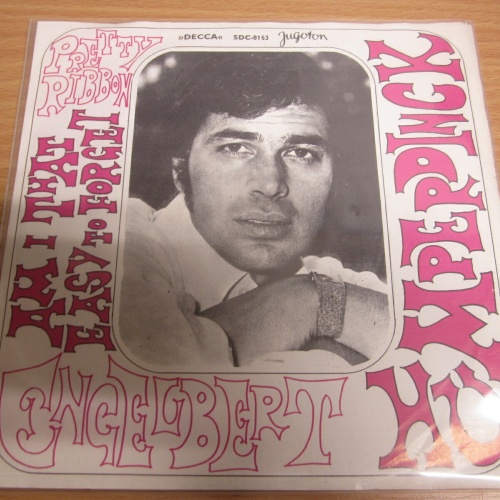 »DECCA« SDC-8153 Jugoton
PRETTY
RIBBON
AM I THAT
EASY TO FORGET
ENGELBERT
HUMPERDINCK